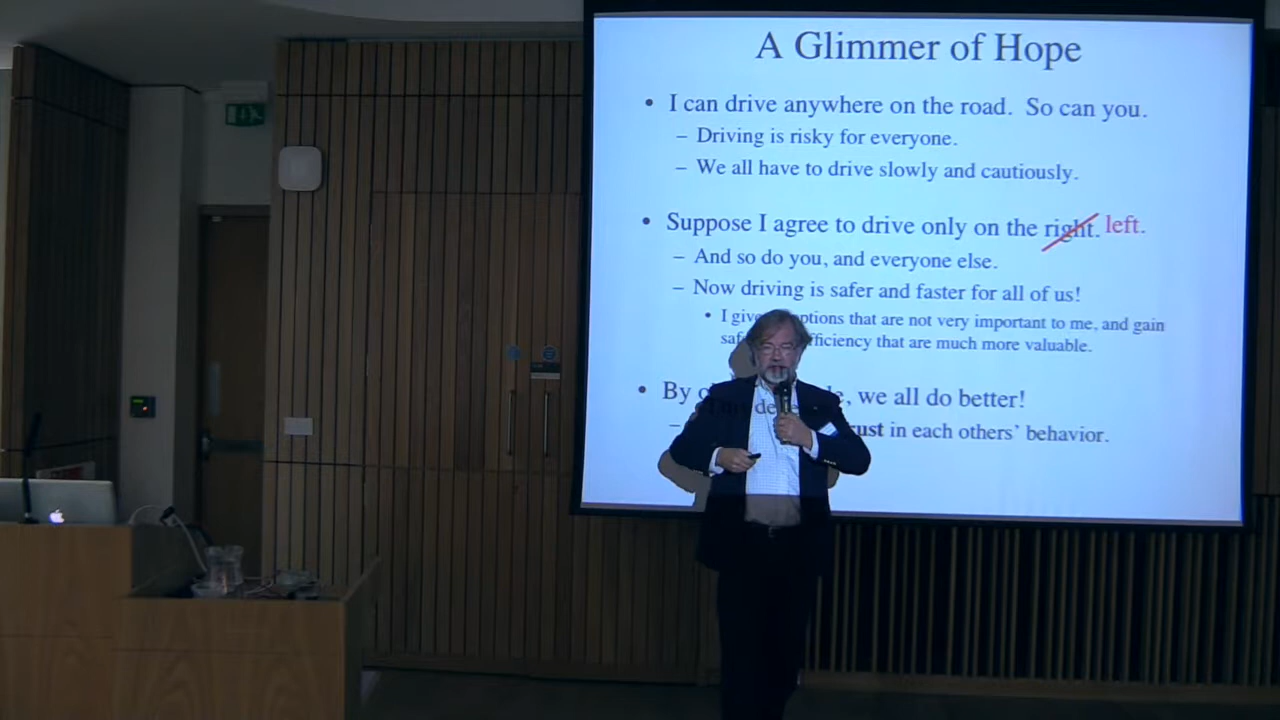 A Glimmer of Hope
• I can drive anywhere on the road. So can you.
– Driving is risky for everyone.
– We all have to drive slowly and cautiously.
• Suppose I agree to drive only on the right. left.
– And so do you, and everyone else.
– Now driving is safer and faster for all of us!
• I give options that are not very important to me, and gain
efficiency that are much more valuable.
• By we all do better!
– trust in each others' behavior.